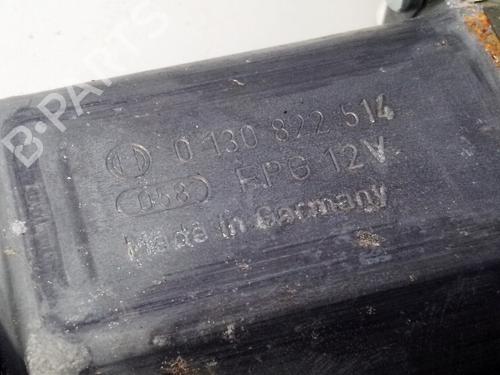 0 130 822 514
058 FPG 12V
Made in Germany
B-PARTS